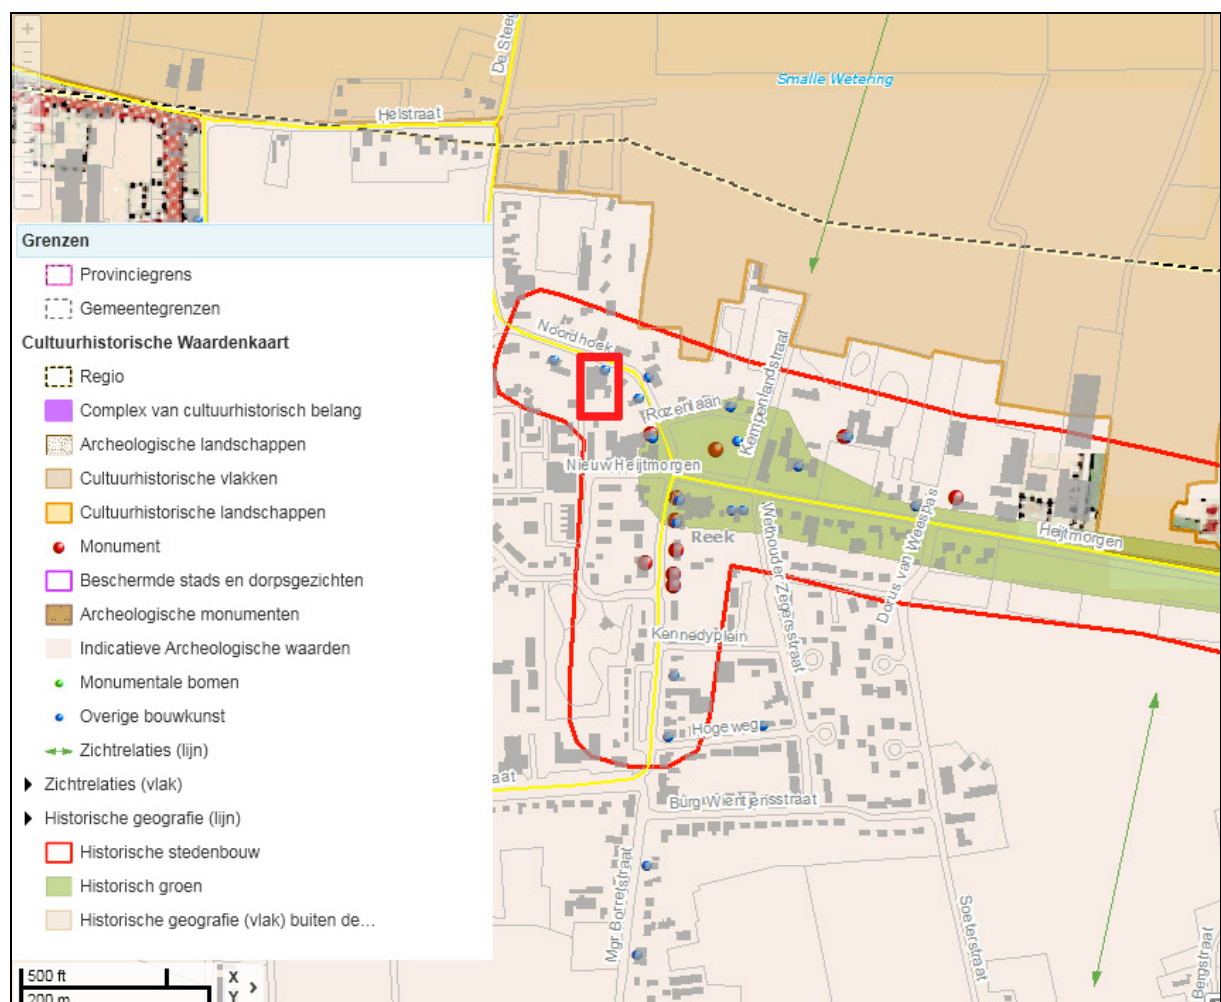 De Steeg
Smalle Wetering
Helstraat
Grenzen
Provinciegrens
Gemeentegrenzen
Cultuurhistorische Waardenkaart
Regio
Complex van cultuurhistorisch belang
Archeologische landschappen
Cultuurhistorische vlakken
Cultuurhistorische landschappen
Monument
Beschermde stads en dorpsgezichten
Archeologische monumenten
Indicatieve Archeologische waarden
Monumentale bomen
Overige bouwkunst
Zichtrelaties (lijn)
Zichtrelaties (vlak)
Historische geografie (lijn)
Historische stedenbouw
Historisch groen
Historische geografie (vlak) buiten de...
500 ft
200 m
X
Y
Noordhoek
Rozenlaan
Kempenlandstraat
Nieuw Heijtmorgen
Reek
Heijtmorgen
Wethouder Zegersstraat
Dorus van Weespas
Kennedyplein
Hogeweg
aat
Burg Wientjensstraat
Mgr Borretstraat
Soeterstraat
Bergstraat